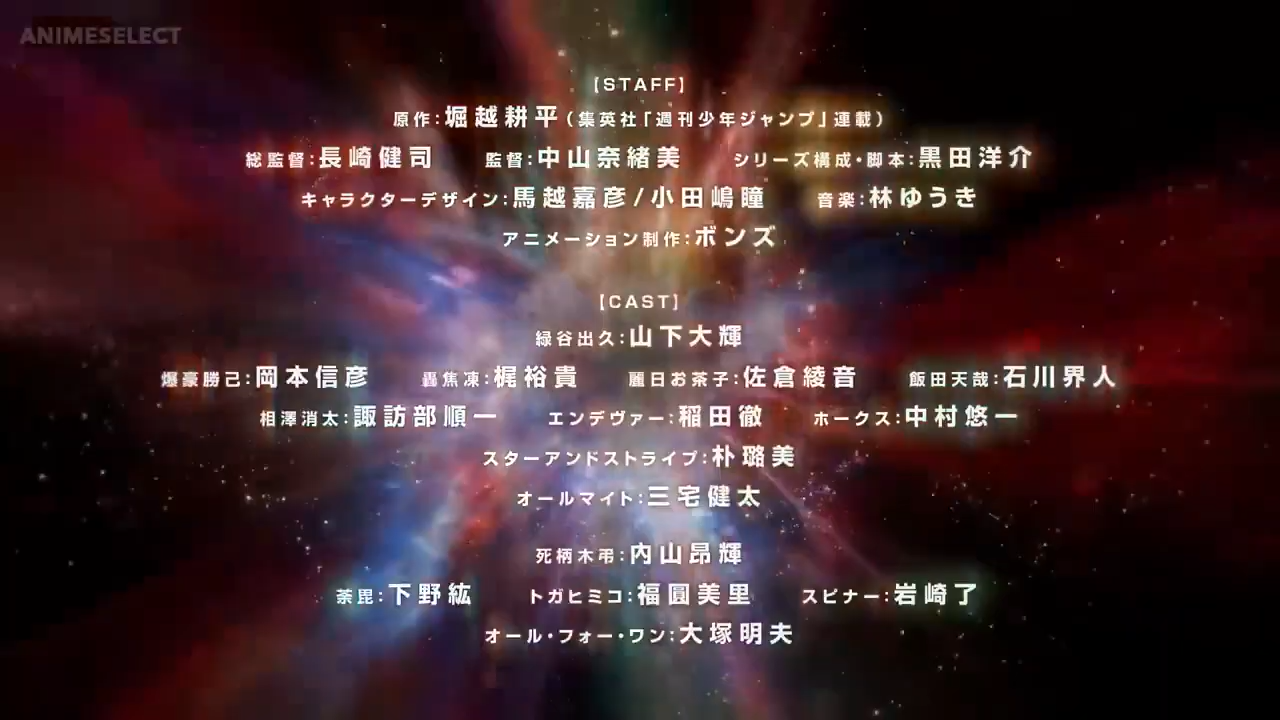 ANIMESELECT
【STAFF】
原作:堀越耕平(集英社「週刊少年ジャンプ」連載)
総監督:長崎健司 監督:中山奈緒美 シリーズ構成・脚本:黒田洋介
キャラクターデザイン:馬越嘉彦/小田嶋瞳 音楽:林ゆうき
アニメーション制作:ボンズ
【CAST】
緑谷出久:山下大輝
爆豪勝己:岡本信彦 轟焦凍:梶裕貴 麗日お茶子:佐倉綾音 飯田天哉:石川界人
相澤消太:諏訪部順一 エンデヴァー:稲田徹 ホークス:中村悠一
スターアンドストライプ:朴璐美
オールマイト:三宅健太
死柄木弔:内山昂輝
荼毘:下野紘 トガヒミコ:福圓美里 スピナー:岩崎了
オール・フォー・ワン:大塚明夫